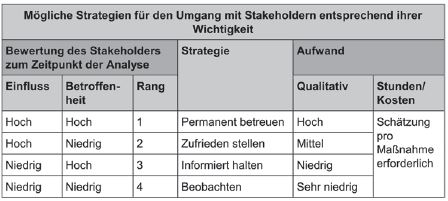 Mögliche Strategien für den Umgang mit Stakeholdern entsprechend ihrer
Wichtigkeit
Bewertung des Stakeholders
zum Zeitpunkt der Analyse
Strategie
Aufwand
Einfluss
Betroffen-
heit
Rang
Qualitativ
Stunden/
Kosten
Hoch Hoch 1 Permanent betreuen Hoch
Hoch Niedrig 2 Zufrieden stellen Mittel
Niedrig Hoch 3 Informiert halten Niedrig
Niedrig Niedrig 4 Beobachten Sehr niedrig
Schätzung
pro
Maßnahme
erforderlich